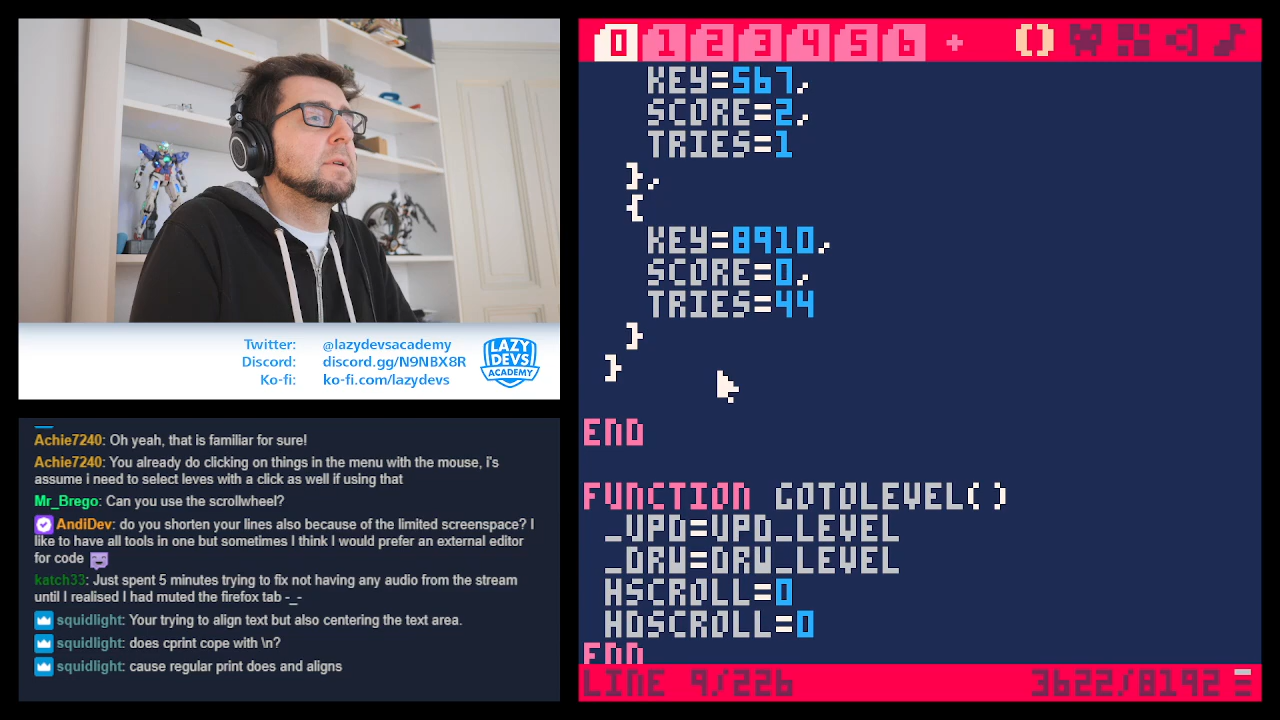 Twitter: @lazydevsacademy
Discord: discord.gg/N9NBX8R
Ko-fi: ko-fi.com/lazydevs
LAZY
DEVS
ACADEMY
Achie7240: Oh yeah, that is familiar for sure!
Achie7240: You already do clicking on things in the menu with the mouse, i's
assume i need to select leves with a click as well if using that
Mr_Brego: Can you use the scrollwheel?
AndiDev: do you shorten your lines also because of the limited screenspace? I
like to have all tools in one but sometimes I think I would prefer an external editor
for code
katch33: Just spent 5 minutes trying to fix not having any audio from the stream
until I realised I had muted the firefox tab -_-
squidlight: Your trying to align text but also centering the text area.
squidlight: does cprint cope with \n?
squidlight: cause regular print does and aligns
0 1 2 3 4 5 6 + ()
KEY=567,
SCORE=2,
TRIES=1
},
{
KEY=8910,
SCORE=0,
TRIES=44
}
}
END
FUNCTION GOTOLEVEL()
_UPD=UPD_LEVEL
_DRW=DRW_LEVEL
HSCROLL=0
HGSCROLL=0
END
LINE 9/226 3622/8192